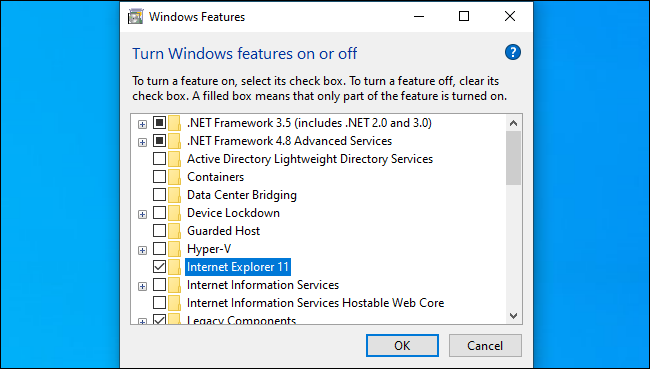 Windows Features
Turn Windows features on or off
?
To turn a feature on, select its check box. To turn a feature off, clear its
check box. A filled box means that only part of the feature is turned on.
.NET Framework 3.5 (includes .NET 2.0 and 3.0)
.NET Framework 4.8 Advanced Services
Active Directory Lightweight Directory Services
Containers
Data Center Bridging
Device Lockdown
Guarded Host
Hyper-V
Internet Explorer 11
Internet Information Services
Internet Information Services Hostable Web Core
Legacy Components
OK
Cancel